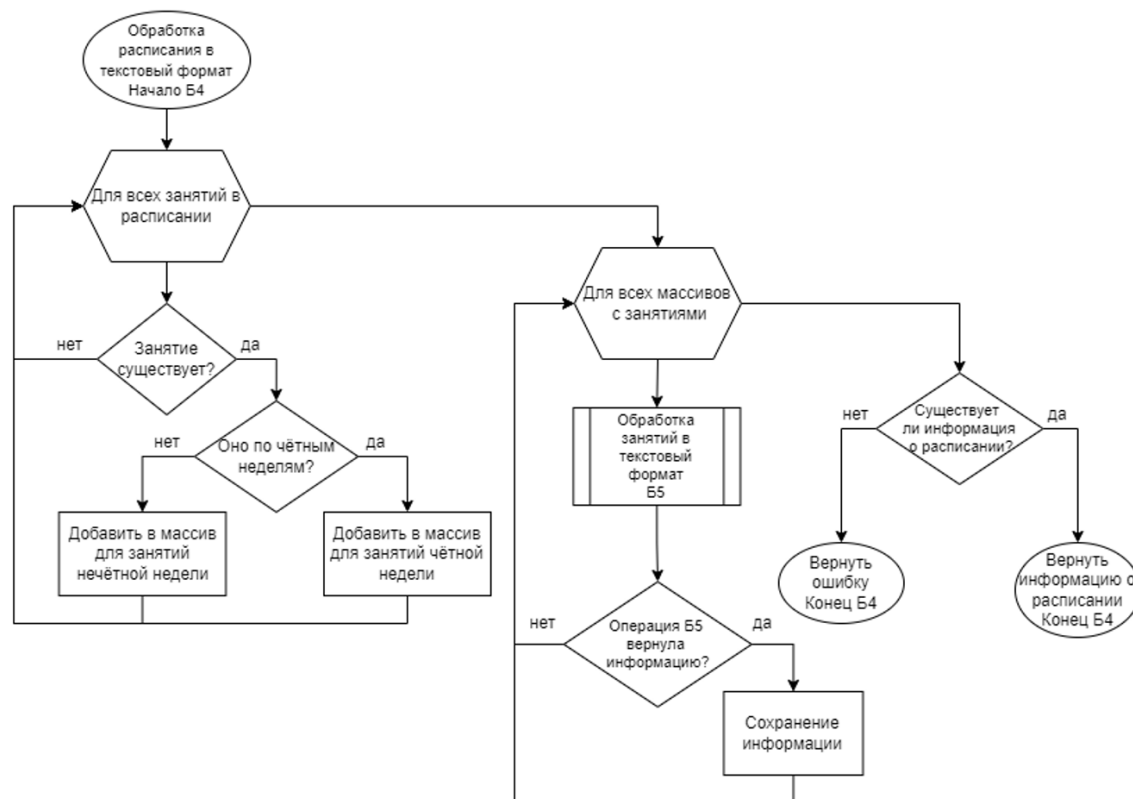 Обработка
расписания в
текстовый формат
Начало Б4
Для всех занятий в
расписании
Занятие
существует?
нет
да
Оно по чётным
неделям?
нет
да
Добавить в массив
для занятий
нечётной недели
Добавить в массив
для занятий чётной
недели
Для всех массивов
с занятиями
Обработка
занятий в
текстовый
формат
Б5
Операция Б5
вернула
информацию?
нет
да
Сохранение
информации
Существует
ли информация
о расписании?
нет
да
Вернуть
ошибку
Конец Б4
Вернуть
информацию о
расписании
Конец Б4